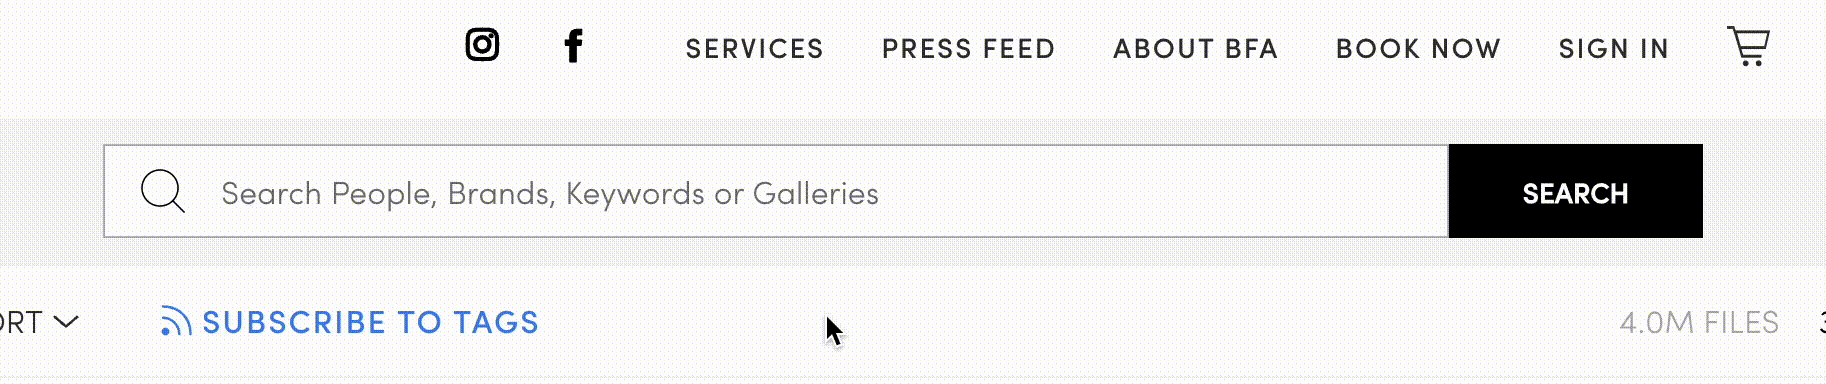 SERVICES PRESS FEED ABOUT BFA BOOK NOW SIGN IN
Search People, Brands, Keywords or Galleries SEARCH
SUBSCRIBE TO TAGS 4.0M FILES